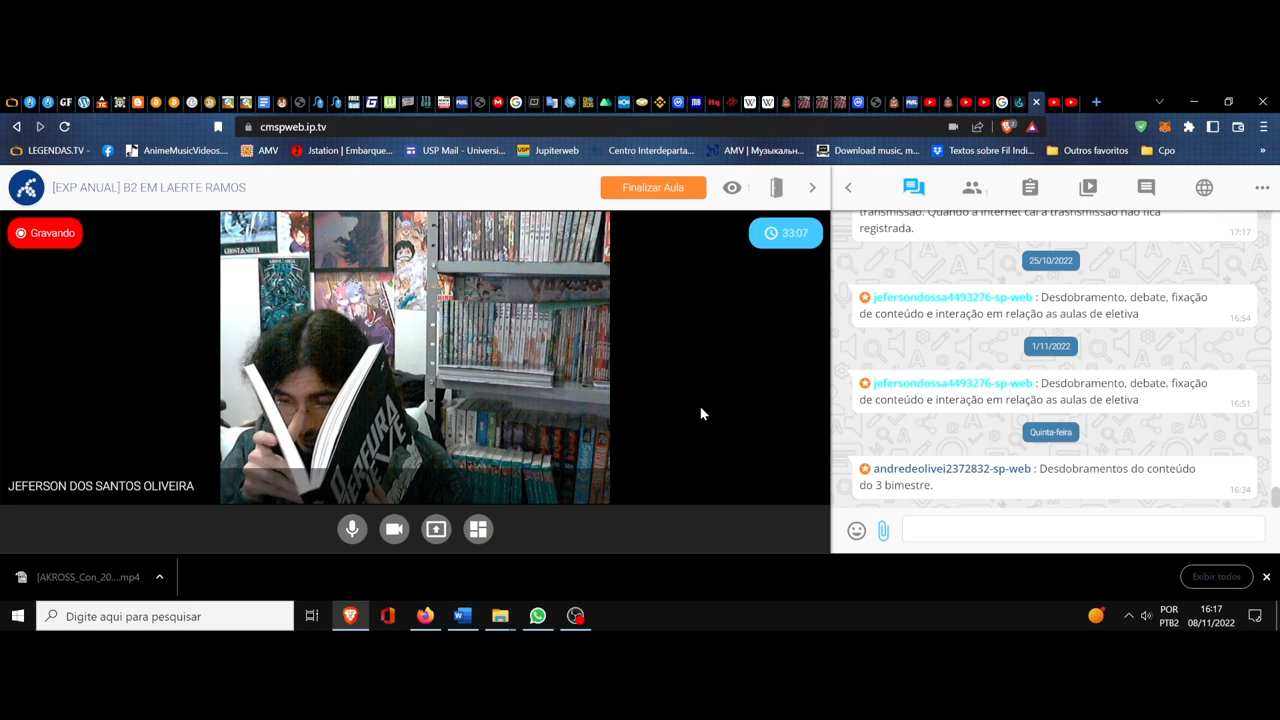 cmspweb.ip.tv
LEGENDAS.TV -
AnimeMusicVideos...
AMV
Jstation | Embarque...
USP Mail - Universi...
Jupiterweb
Centro Interdeparta...
AMV | Музыкальн...
Download music, m...
Textos sobre Fil Indi...
Outros favoritos
Cpo
[EXP ANUAL] B2 EM LAERTE RAMOS
Finalizar Aula
1
1
Gravando
33:07
JEFERSON DOS SANTOS OLIVEIRA
transmissão. Quando a internet cai a trasnsmissão não fica
registrada.
17:17
25/10/2022
jefersondossa4493276-sp-web : Desdobramento, debate, fixação
de conteúdo e interação em relação as aulas de eletiva
16:54
1/11/2022
jefersondossa4493276-sp-web : Desdobramento, debate, fixação
de conteúdo e interação em relação as aulas de eletiva
16:51
Quinta-feira
andredeolivei2372832-sp-web : Desdobramentos do conteúdo
do 3 bimestre.
16:34
[AKROSS_Con_20....mp4
Exibir todos
Digite aqui para pesquisar
POR
PTB2
16:17
08/11/2022